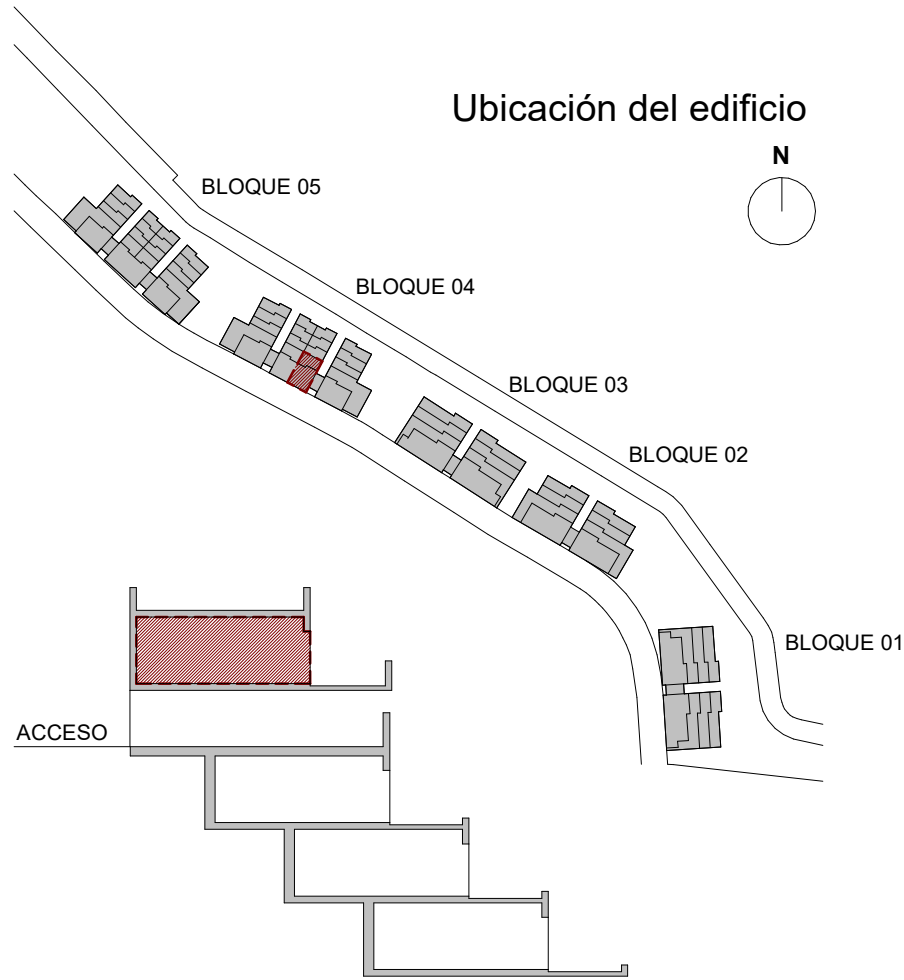 Ubicación del edificio
N
BLOQUE 05
BLOQUE 04
BLOQUE 03
BLOQUE 02
BLOQUE 01
ACCESO